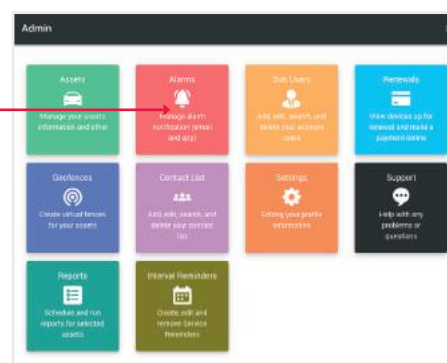 Admin
Assets
Manage your assets
information and other
Alarms
Manage alarm
notification (email
and app)
Sub Users
Add, edit, search, and
delete your account
users
Renewals
View devices up for
renewal and make a
payment online
Geofences
Create virtual fences
for your assets
Contact List
Add, edit, search, and
delete your contact
list
Settings
Editing your profile
information
Support
Help with any
problems or
questions
Reports
Schedule and run
reports for selected
assets
Interval Reminders
Create, edit and
remove Service
Reminders